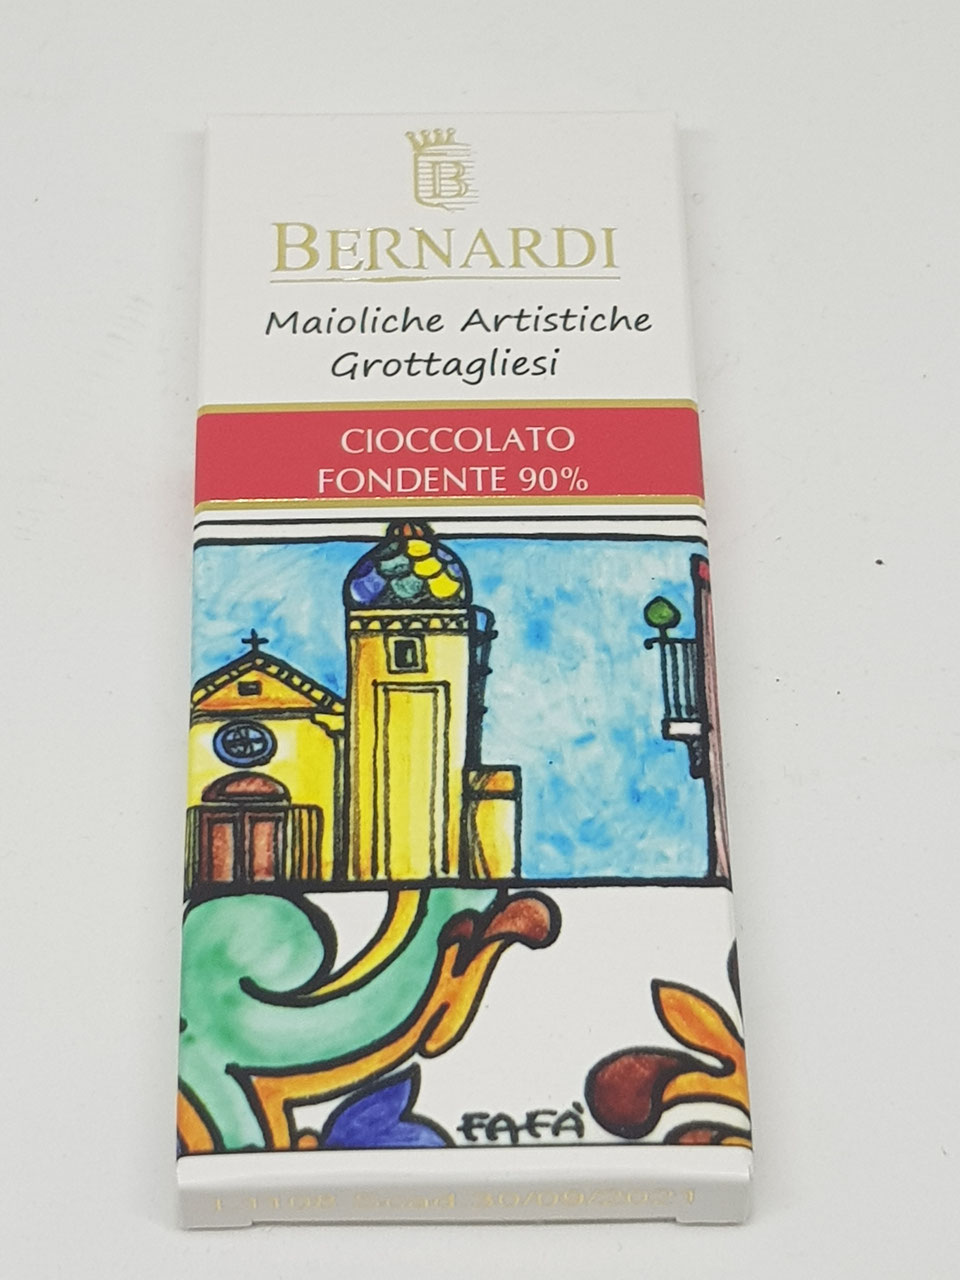 B
BERNARDI
Maioliche Artistiche
Grottagliesi
CIOCCOLATO
FONDENTE 90%
FAFÀ